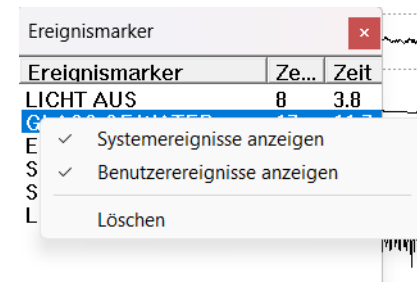 Ereignismarker
Ereignismarker Ze... Zeit
LICHT AUS 8 3.8
E
S
S
L
Systemereignisse anzeigen
Benutzerereignisse anzeigen
Löschen